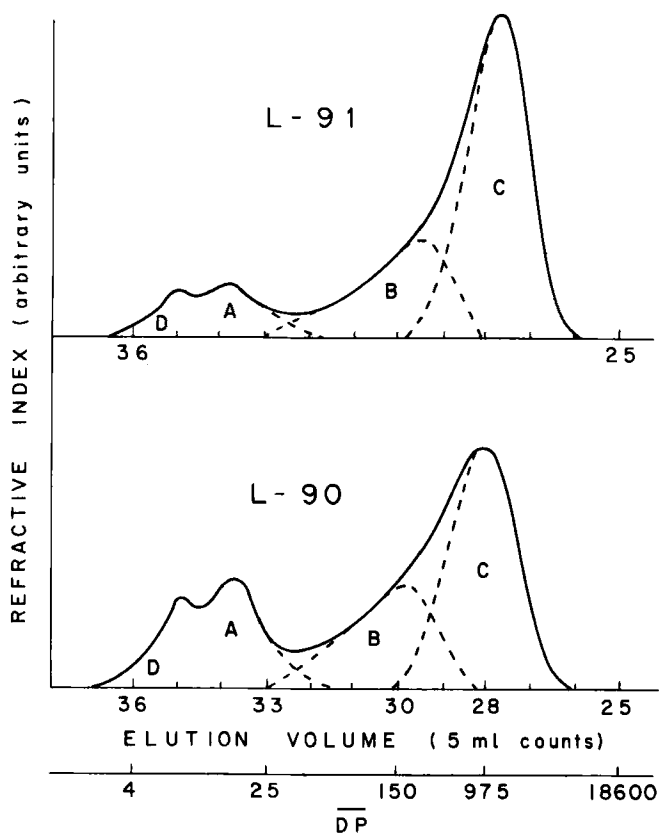 L-91
C
B
A
D
36 25
L-90
C
B
A
D
36 33 30 28 25
ELUTION VOLUME (5 ml counts)
4 25 150 975 18600
DP
REFRACTIVE INDEX (arbitrary units)